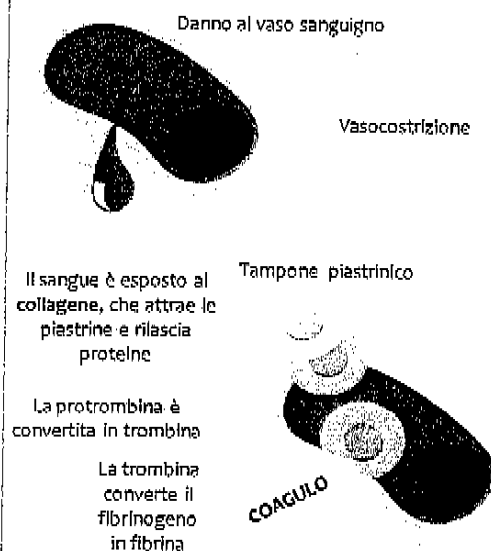 Danno al vaso sanguigno
Vasocostrizione
Il sangue è esposto al
collagene, che attrae le
piastrine e rilascia
proteine
Tampone piastrinico
La protrombina è
convertita in trombina
La trombina
converte il
fibrinogeno
in fibrina
COAGULO